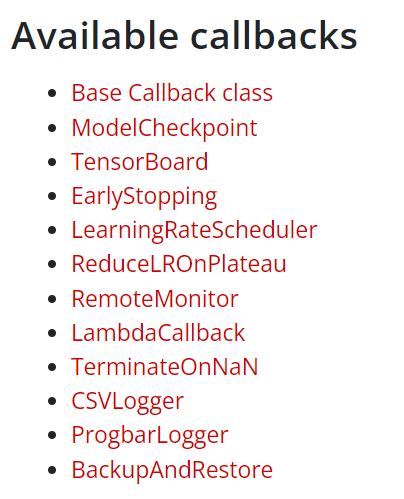 Available callbacks
Base Callback class
ModelCheckpoint
TensorBoard
EarlyStopping
LearningRateScheduler
ReduceLROnPlateau
RemoteMonitor
LambdaCallback
TerminateOnNaN
CSVLogger
ProgbarLogger
BackupAndRestore